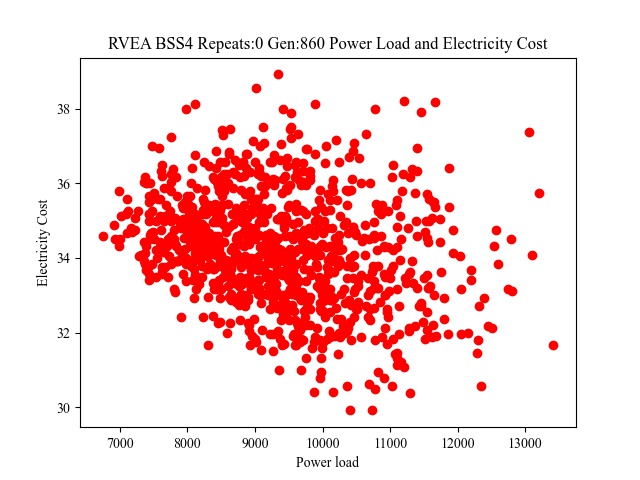 RVEA BSS4 Repeats:0 Gen:860 Power Load and Electricity Cost
38
36
34
32
30
Electricity Cost
7000 8000 9000 10000 11000 12000 13000
Power load